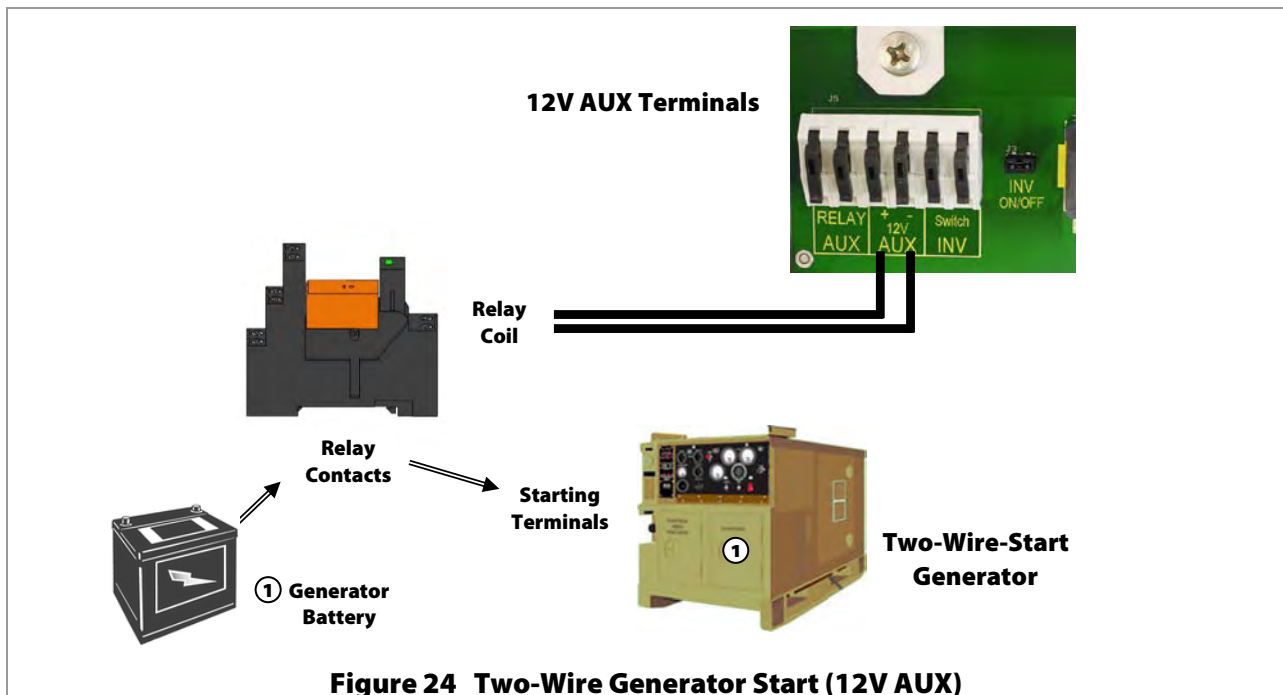 12V AUX Terminals
J5
J3
INV
ON/OFF
RELAY
AUX
+ -
12V
AUX
Switch
INV
Relay
Coil
Relay
Contacts
Starting
Terminals
1
Two-Wire-Start
Generator
1 Generator
Battery
Figure 24 Two-Wire Generator Start (12V AUX)